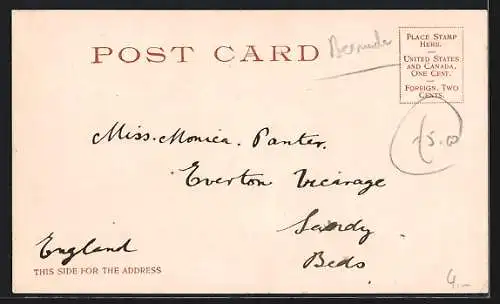 POST CARD
Bermuda
PLACE STAMP
HERE.
UNITED STATES
AND CANADA,
ONE CENT.
FOREIGN, TWO
CENTS.
Miss. Monica. Panter.
Everton Vicarage
Sandy
Beds
England
THIS SIDE FOR THE ADDRESS
4,-